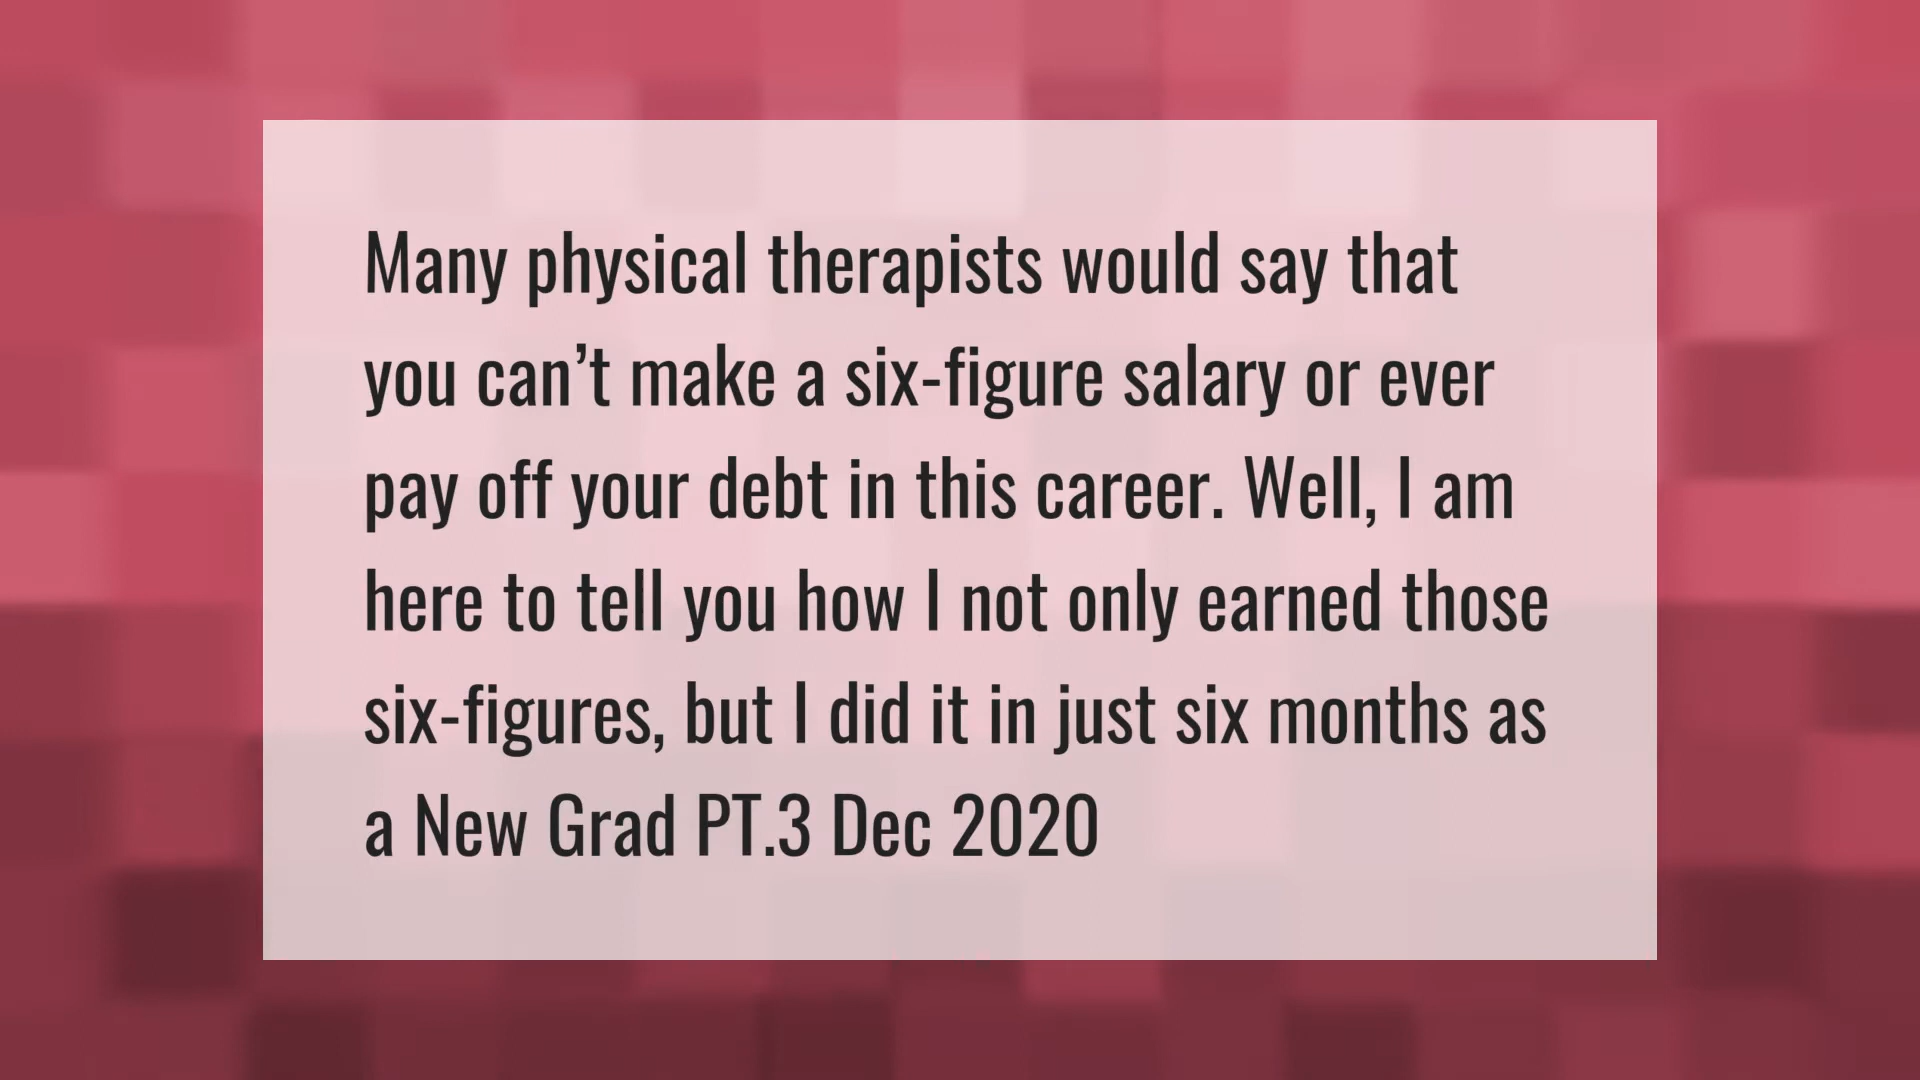 Many physical therapists would say that
you can’t make a six-figure salary or ever
pay off your debt in this career. Well, I am
here to tell you how I not only earned those
six-figures, but I did it in just six months as
a New Grad PT.3 Dec 2020